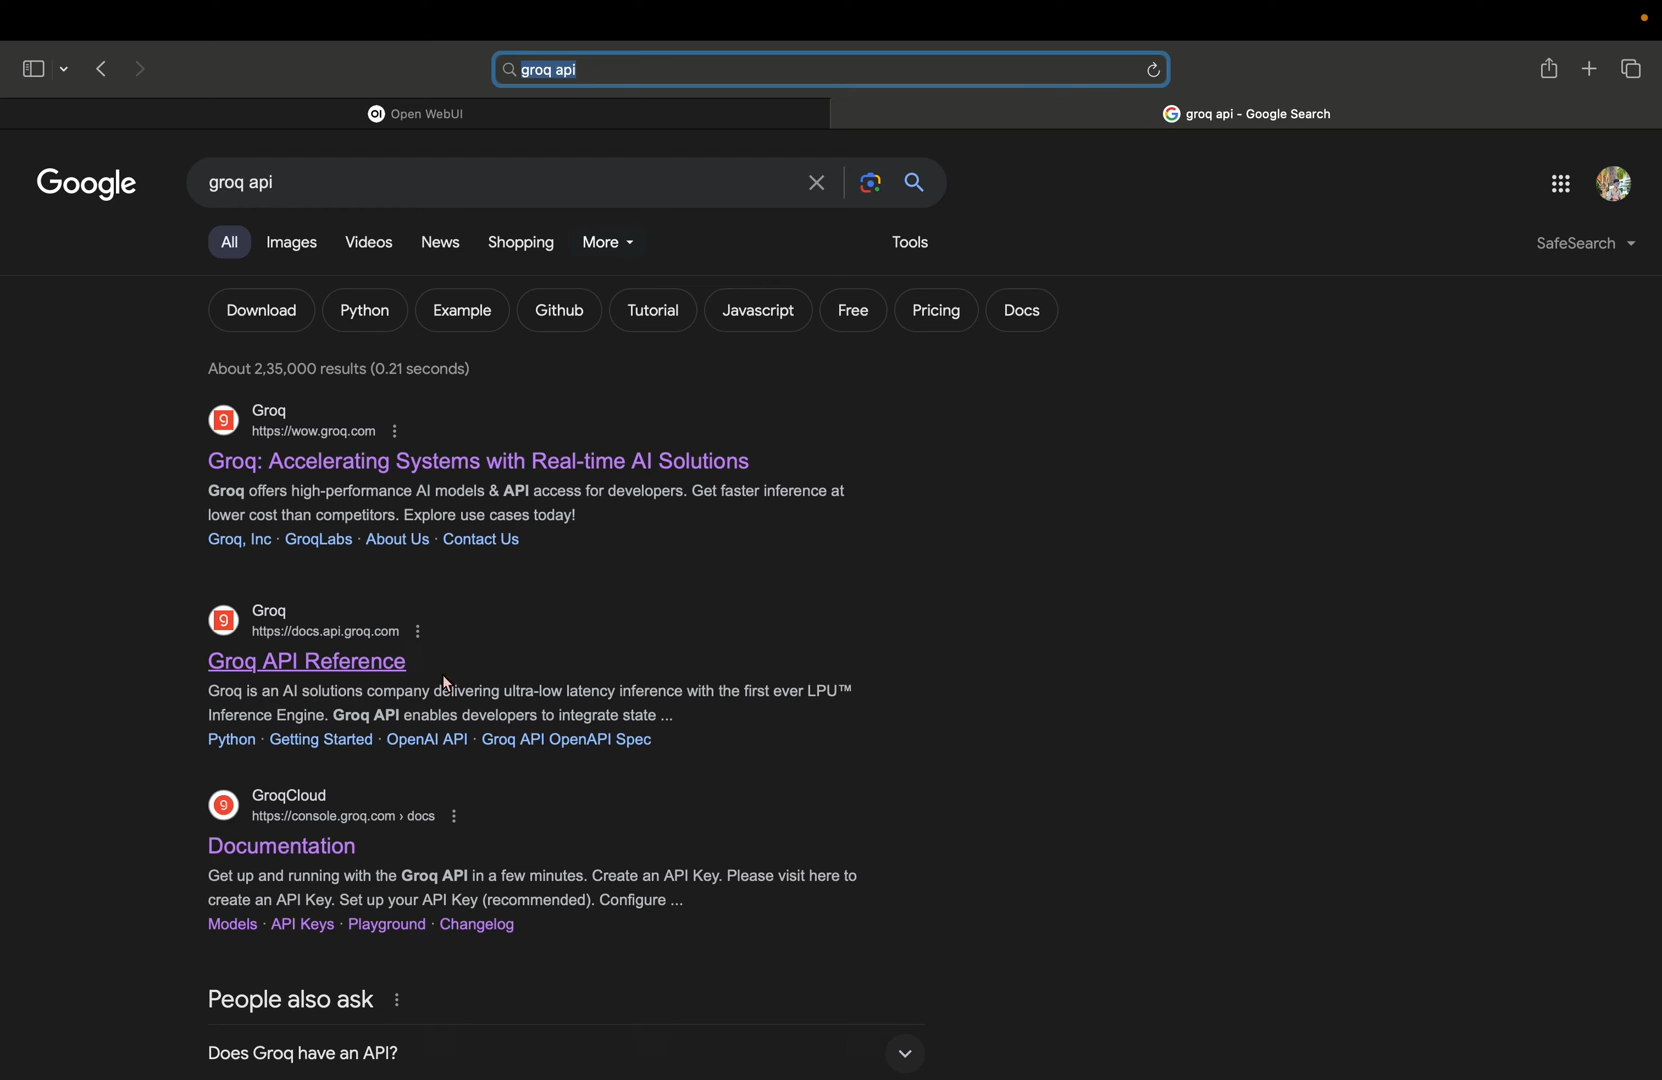 groq api
Open WebUI
groq api - Google Search
Google
groq api
All Images Videos News Shopping More Tools SafeSearch
Download Python Example Github Tutorial Javascript Free Pricing Docs
About 2,35,000 results (0.21 seconds)
Groq
https://wow.groq.com
Groq: Accelerating Systems with Real-time AI Solutions
Groq offers high-performance AI models & API access for developers. Get faster inference at
lower cost than competitors. Explore use cases today!
Groq, Inc · GroqLabs · About Us · Contact Us
Groq
https://docs.api.groq.com
Groq API Reference
Groq is an AI solutions company delivering ultra-low latency inference with the first ever LPU™
Inference Engine. Groq API enables developers to integrate state ...
Python · Getting Started · OpenAI API · Groq API OpenAPI Spec
GroqCloud
https://console.groq.com › docs
Documentation
Get up and running with the Groq API in a few minutes. Create an API Key. Please visit here to
create an API Key. Set up your API Key (recommended). Configure ...
Models · API Keys · Playground · Changelog
People also ask
Does Groq have an API?